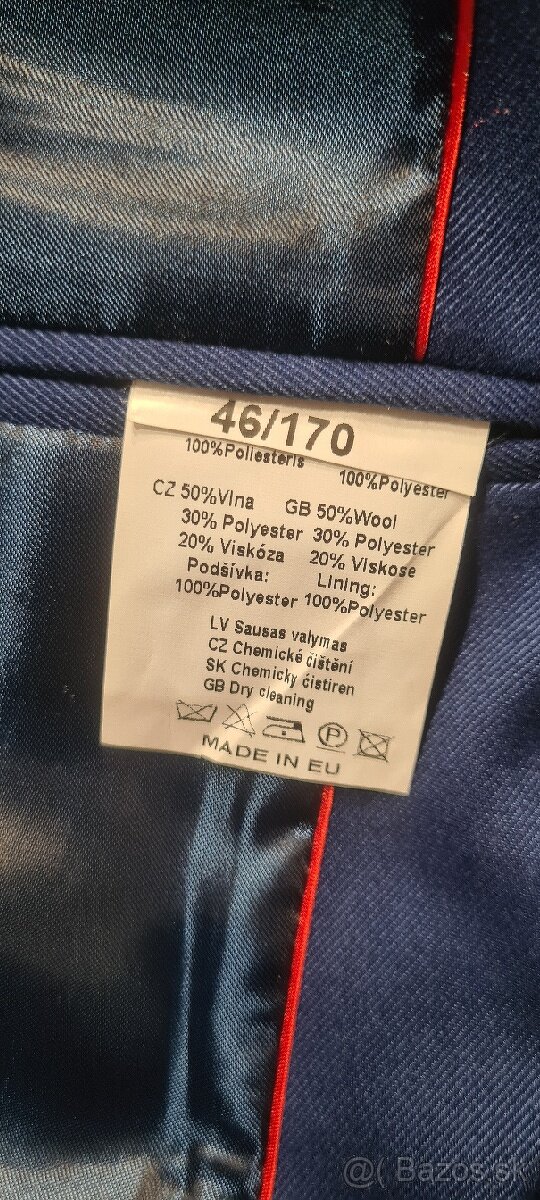 46/170
100%Poliesteris 100%Polyester
CZ 50%Vlna GB 50%Wool
30% Polyester 30% Polyester
20% Viskóza 20% Viskose
Podšívka: Lining:
100%Polyester 100%Polyester
LV Sausas valymas
CZ Chemické čištění
SK Chemický čistiren
GB Dry cleaning
P
MADE IN EU
@( Bazos.sk